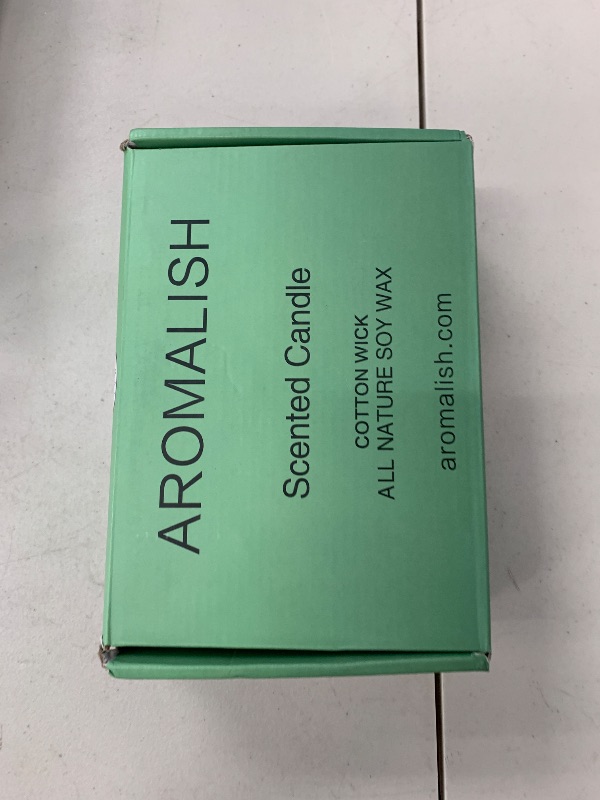 AROMALISH
Scented Candle
COTTON WICK
ALL NATURE SOY WAX
aromalish.com